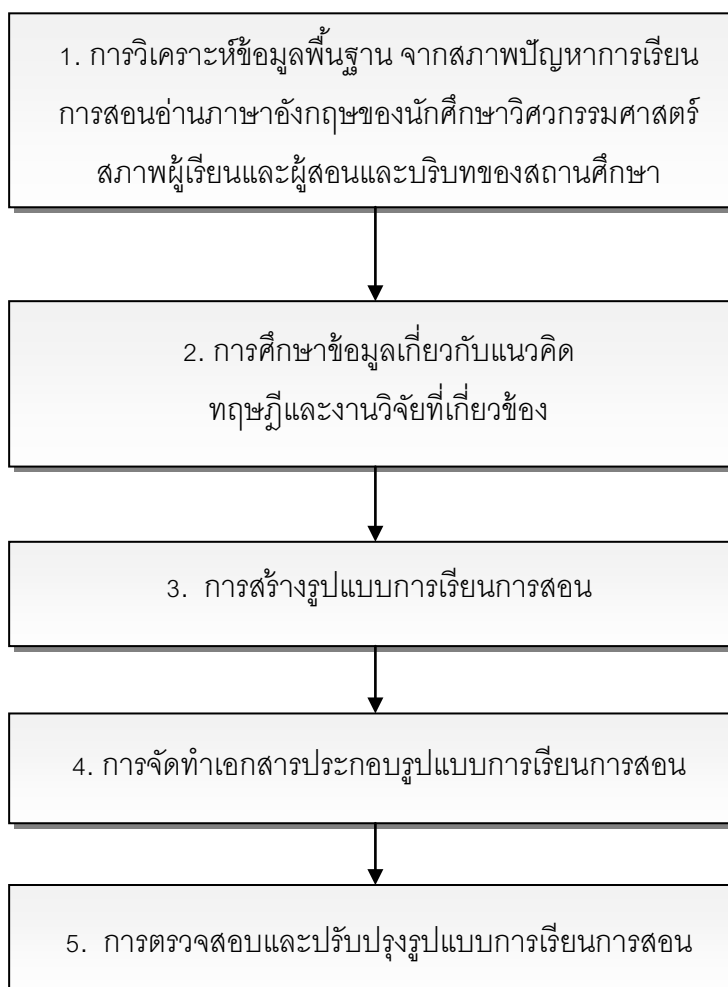 1. การวิเคราะห์ข้อมูลพื้นฐาน จากสภาพปัญหาการเรียน
การสอนอ่านภาษาอังกฤษของนักศึกษาวิศวกรรมศาสตร์
สภาพผู้เรียนและผู้สอนและบริบทของสถานศึกษา
2. การศึกษาข้อมูลเกี่ยวกับแนวคิด
ทฤษฎีและงานวิจัยที่เกี่ยวข้อง
3. การสร้างรูปแบบการเรียนการสอน
4. การจัดทำเอกสารประกอบรูปแบบการเรียนการสอน
5. การตรวจสอบและปรับปรุงรูปแบบการเรียนการสอน